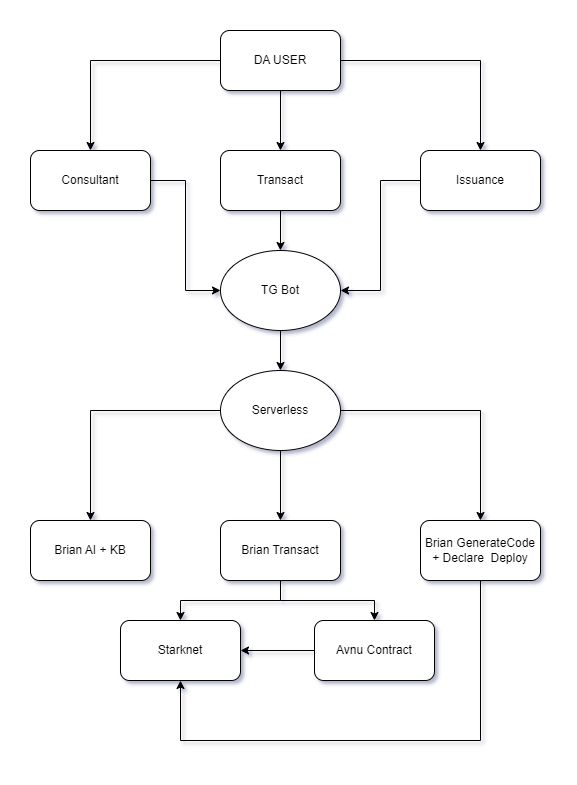 DA USER
Consultant
Transact
Issuance
TG Bot
Serverless
Brian AI + KB
Brian Transact
Brian GenerateCode
+ Declare  Deploy
Starknet
Avnu Contract